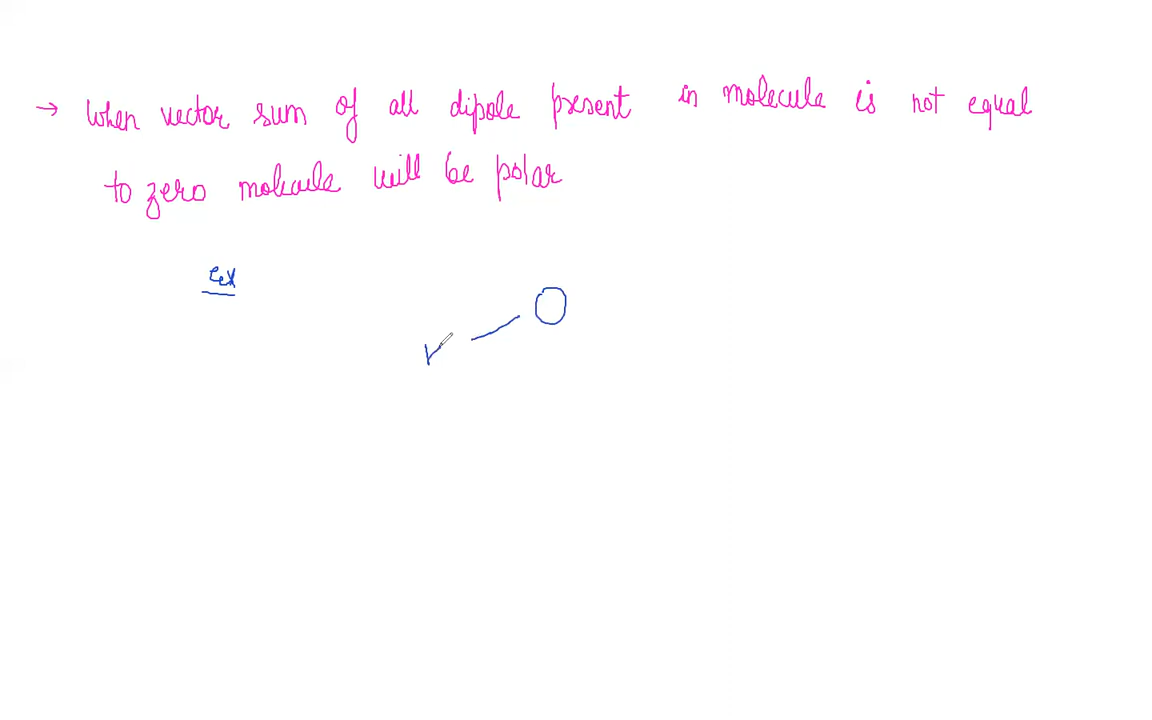 → When vector sum of all dipole present in molecule is not equal
to zero molecule will be polar
Ex
O